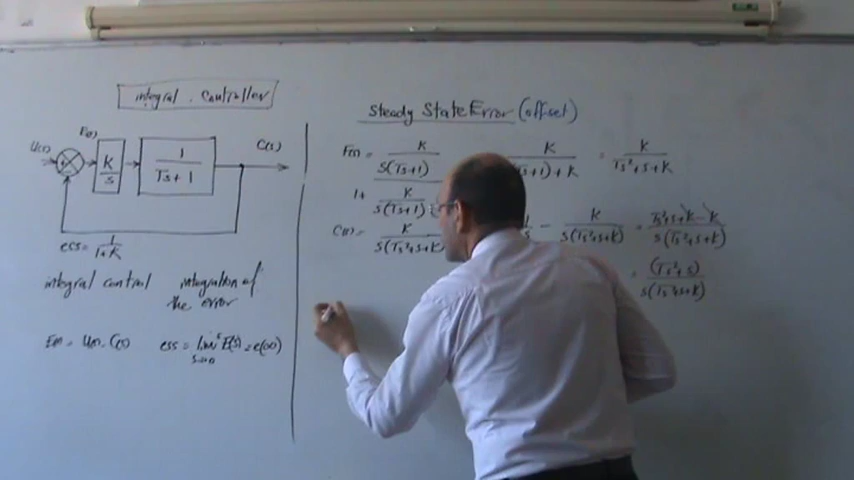 integral . controller
U(s)
E(s)
K/s
1/(Ts + 1)
C(s)
ess = 1/(1+K)
integral control integration of
the error
E(s) = U(s) - C(s) ess = lim s E(s) = e(∞)
s→0
Steady State Error (offset)
F(s) = K/(S(Ts+1)) K/(Ts+1)+K = K/(Ts²+s+K)
1+ K/(s(Ts+1))
C(s) = K/(s(Ts²+s+K) 1/s - K/(s(Ts²+s+K)) = (Ts²+s+K-K)/(s(Ts²+s+K))
= (Ts²+s)/(s(Ts²+s+K))